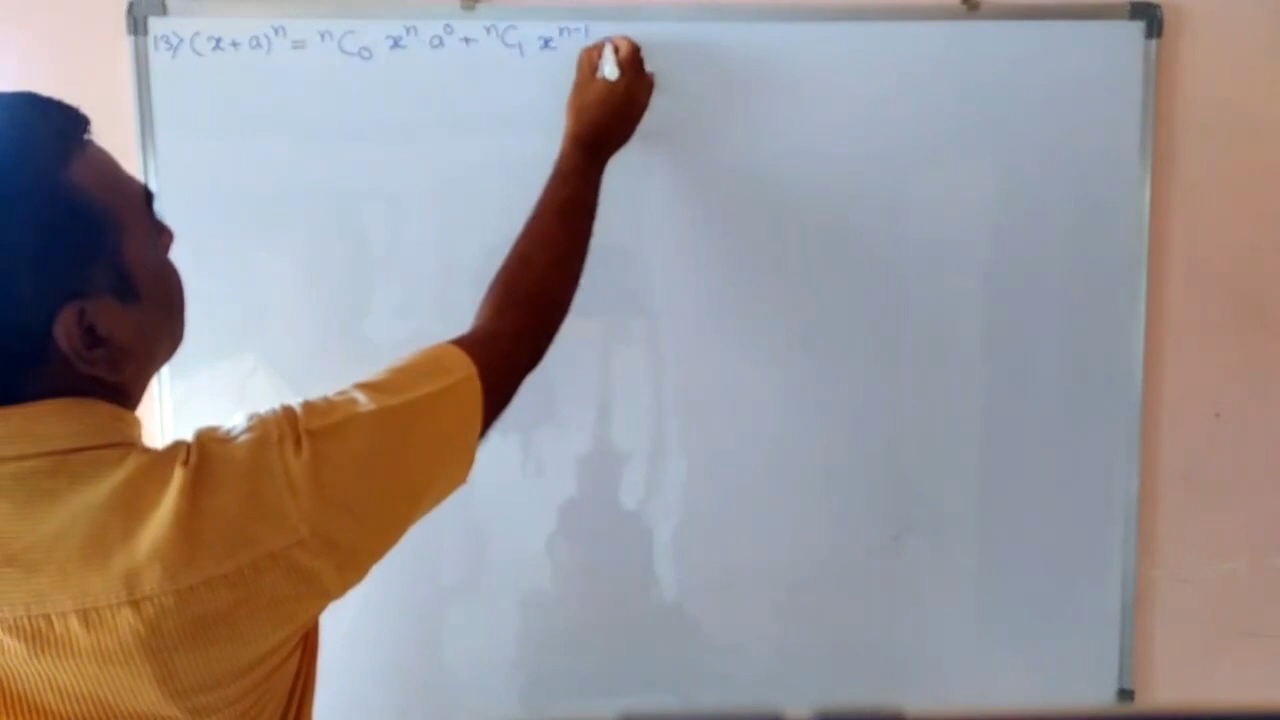 13) (x+a)ⁿ = ⁿC₀ xⁿ a⁰ + ⁿC₁ xⁿ⁻¹